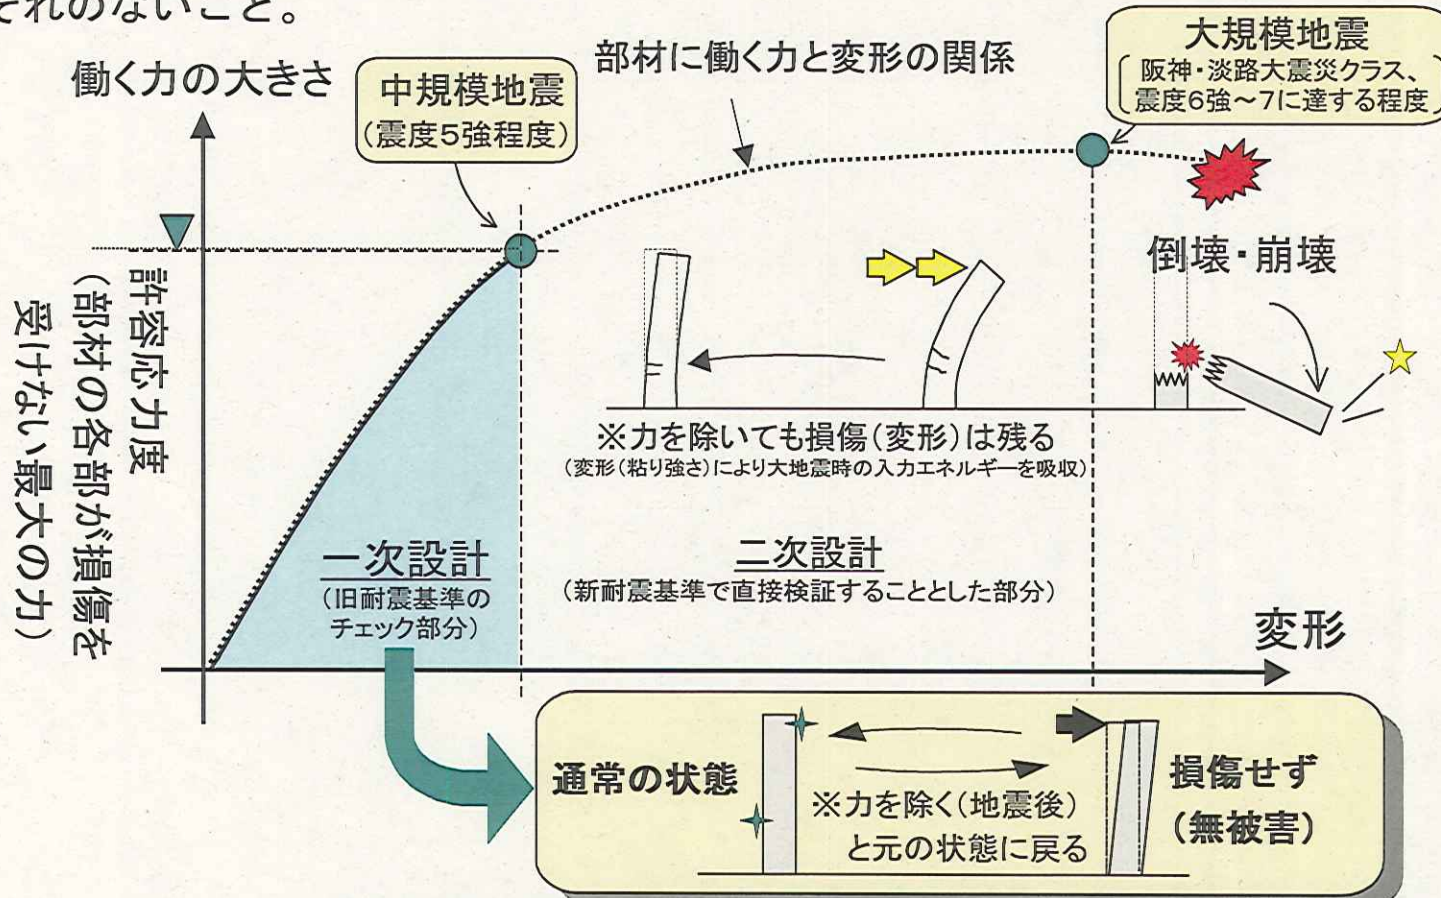 それのないこと。
働く力の大きさ
中規模地震
(震度5強程度)
部材に働く力と変形の関係
大規模地震
阪神・淡路大震災クラス、
震度6強～7に達する程度
許容応力度
(部材の各部が損傷を
受けない最大の力)
倒壊・崩壊
※力を除いても損傷(変形)は残る
(変形(粘り強さ)により大地震時の入力エネルギーを吸収)
一次設計
(旧耐震基準の
チェック部分)
二次設計
(新耐震基準で直接検証することとした部分)
変形
通常の状態
※力を除く(地震後)
と元の状態に戻る
損傷せず
(無被害)